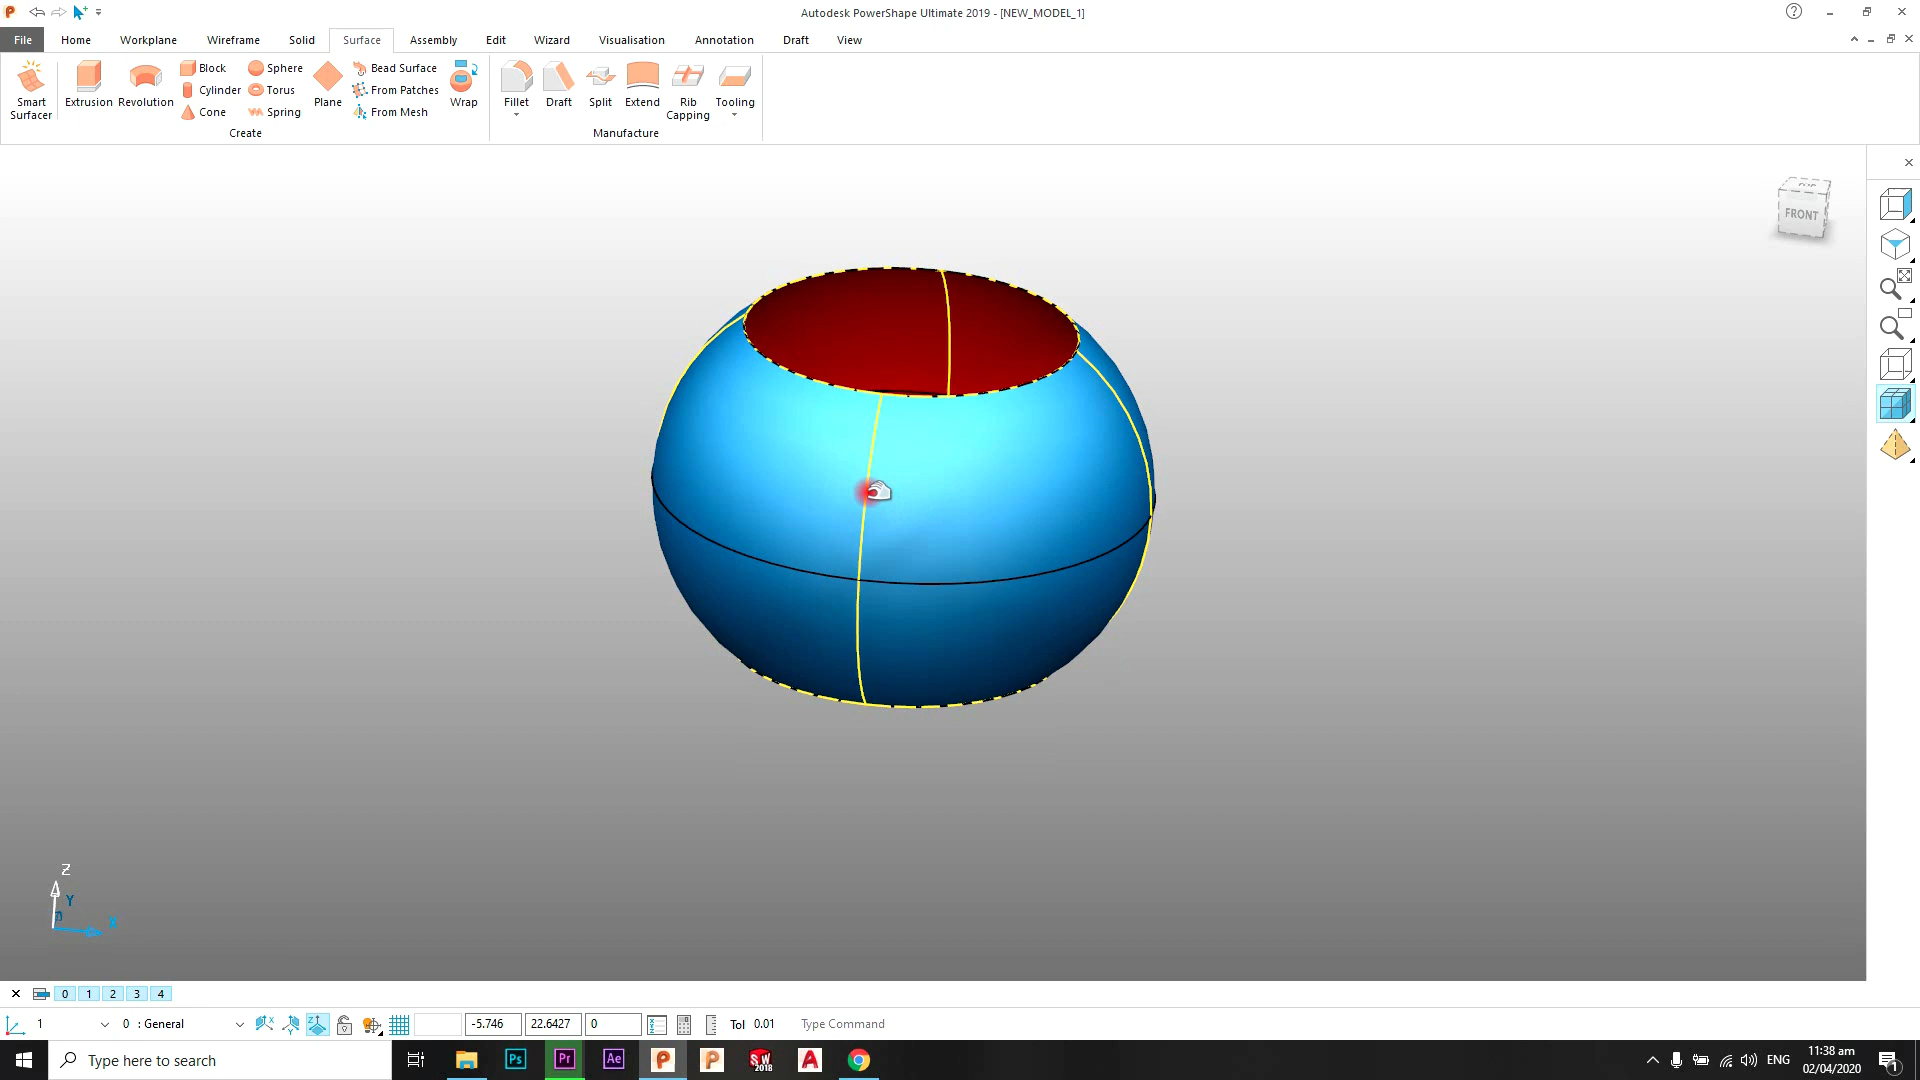 Autodesk PowerShape Ultimate 2019 - [NEW_MODEL_1]
File Home Workplane Wireframe Solid Surface Assembly Edit Wizard Visualisation Annotation Draft View
Smart Surfacer
Extrusion
Revolution
Block
Cylinder
Cone
Sphere
Torus
Spring
Plane
Bead Surface
From Patches
From Mesh
Wrap
Create
Fillet
Draft
Split
Extend
Rib Capping
Tooling
Manufacture
TOP
FRONT
Z
Y
X
0 1 2 3 4
1 0 : General -5.746 22.6427 0 Tol 0.01 Type Command
Type here to search
Ps
Pr
Ae
SW 2018
ENG
11:38 am
02/04/2020
1